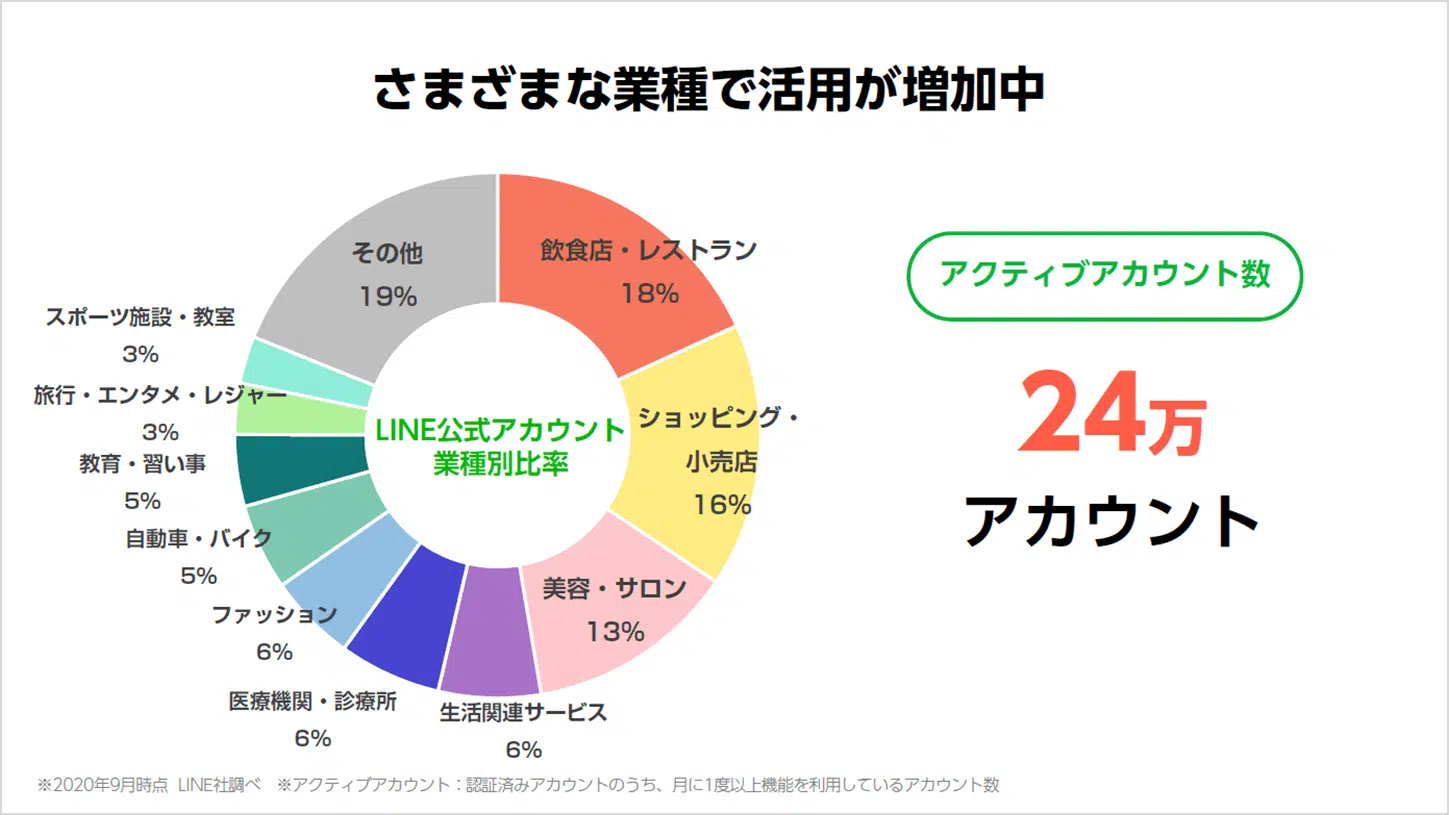 さまざまな業種で活用が増加中
その他
19%
飲食店・レストラン
18%
ショッピング・
小売店
16%
美容・サロン
13%
生活関連サービス
6%
医療機関・診療所
6%
ファッション
6%
自動車・バイク
5%
教育・習い事
5%
旅行・エンタメ・レジャー
3%
スポーツ施設・教室
3%
LINE公式アカウント
業種別比率
アクティブアカウント数
24万
アカウント
※2020年9月時点 LINE社調べ ※アクティブアカウント：認証済みアカウントのうち、月に1度以上機能を利用しているアカウント数